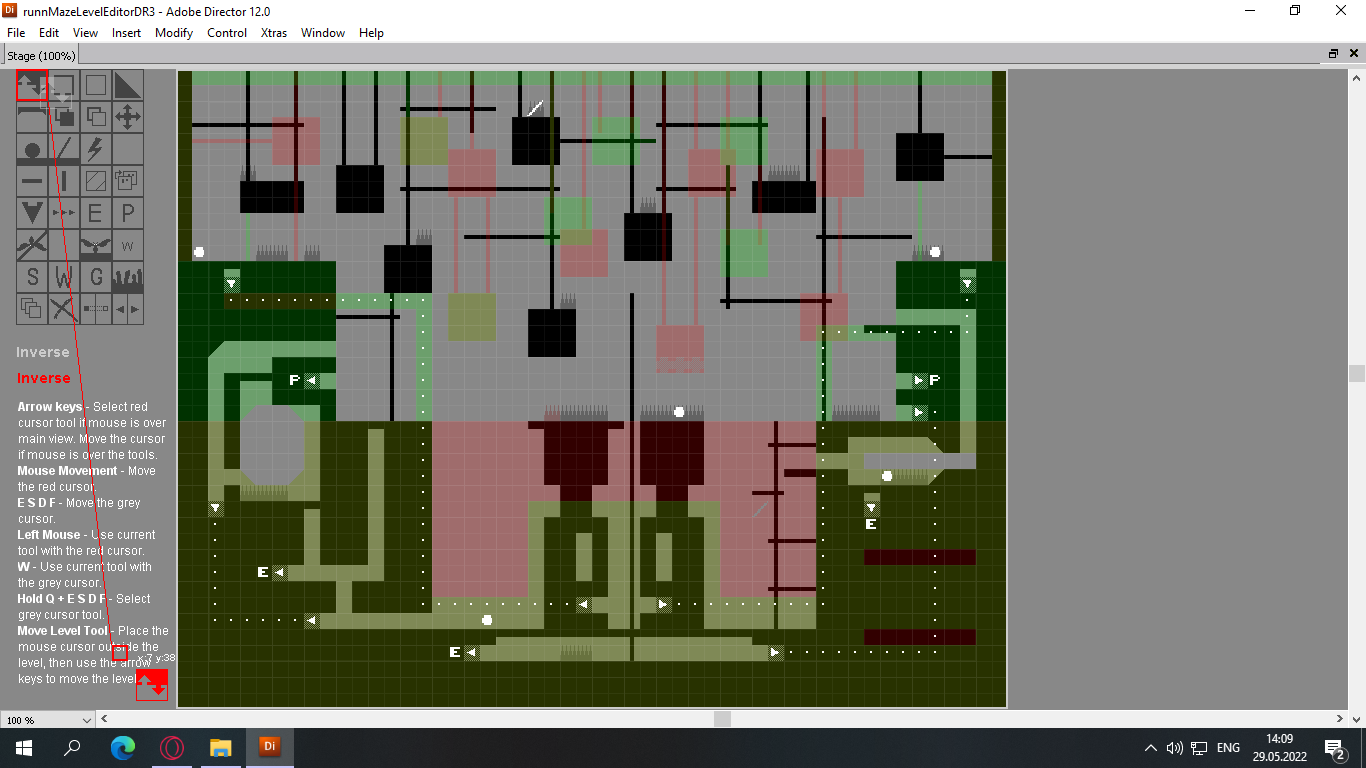 runnMazeLevelEditorDR3 - Adobe Director 12.0
File Edit View Insert Modify Control Xtras Window Help
Stage (100%)
E P
W
S W G
Inverse
Inverse
Arrow keys - Select red
cursor tool if mouse is over
main view. Move the cursor
if mouse is over the tools.
Mouse Movement - Move
the red cursor.
E S D F - Move the grey
cursor.
Left Mouse - Use current
tool with the red cursor.
W - Use current tool with
the grey cursor.
Hold Q + E S D F - Select
grey cursor tool.
Move Level Tool - Place the
mouse cursor outside the
level, then use the arrow
keys to move the level
x:7 y:38
P
P
E
E
E
100 %
Di
ENG
14:09
29.05.2022
2